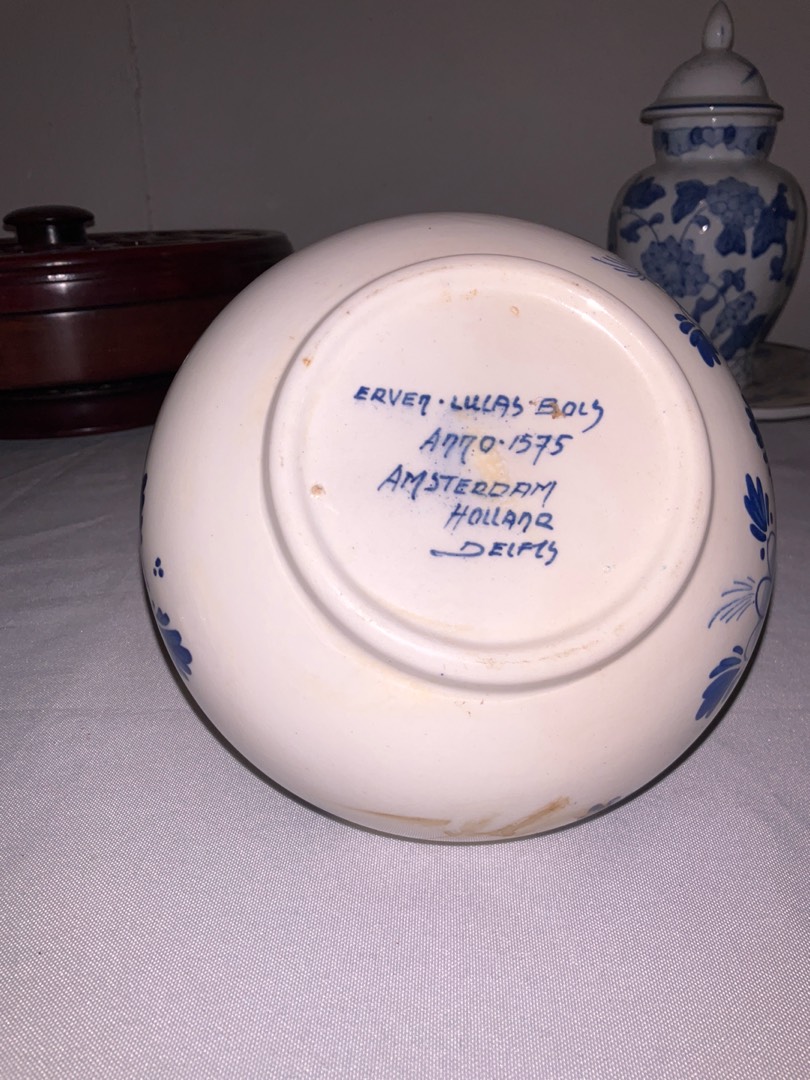 ERVEN·LUCAS·BOLS
ANNO·1575
AMSTERDAM
HOLLAND
DELFTS